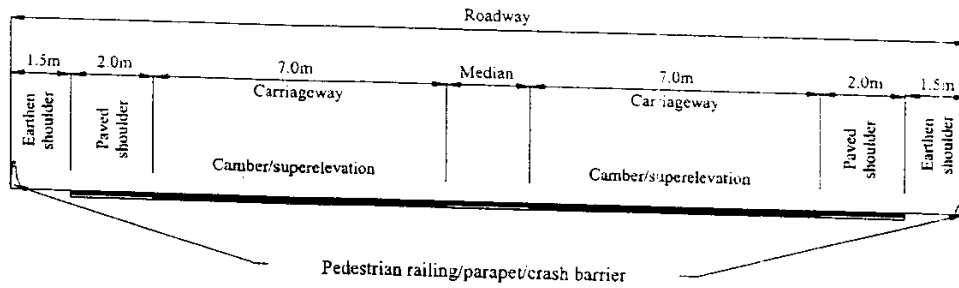 Roadway
1.5m 2.0m 7.0m Median 7.0m 2.0m 1.5m
Earthen shoulder
Paved shoulder
Carriageway
Camber/superelevation
Carriageway
Camber/superelevation
Paved shoulder
Earthen shoulder
Pedestrian railing/parapet/crash barrier